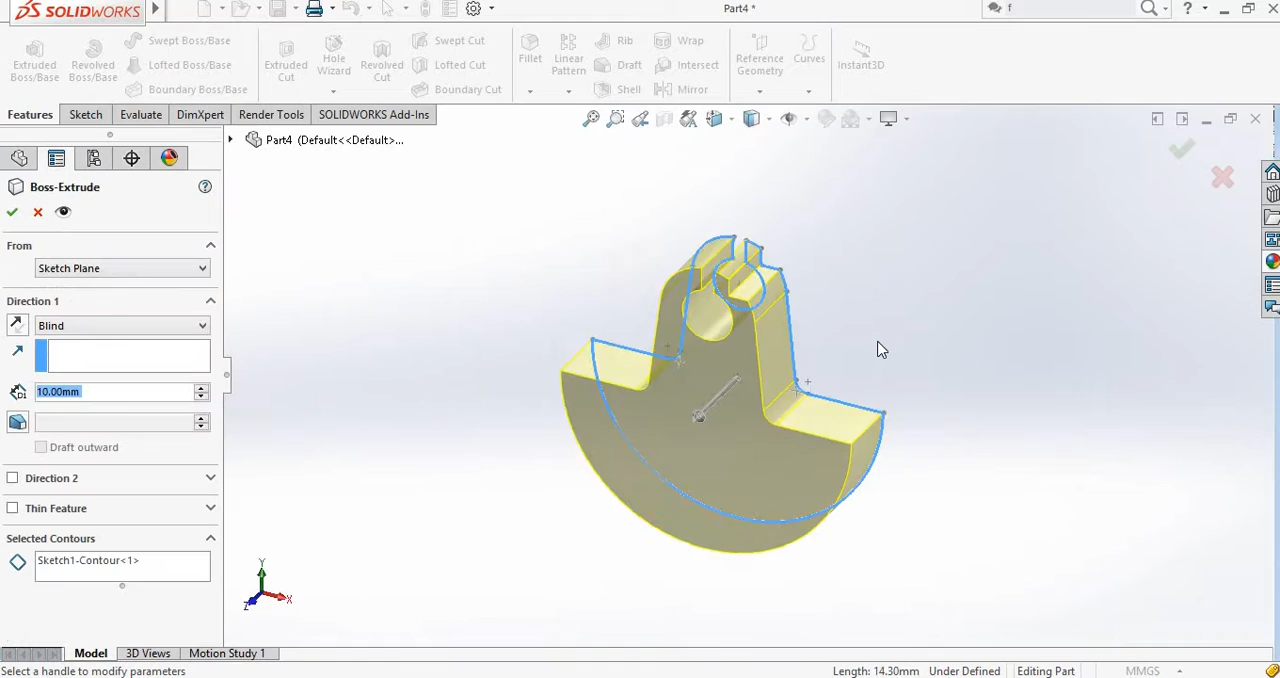 SOLIDWORKS
Part4 *
f
Extruded Boss/Base
Revolved Boss/Base
Swept Boss/Base
Lofted Boss/Base
Boundary Boss/Base
Extruded Cut
Hole Wizard
Revolved Cut
Swept Cut
Lofted Cut
Boundary Cut
Fillet
Linear Pattern
Rib
Draft
Shell
Wrap
Intersect
Mirror
Reference Geometry
Curves
Instant3D
Features
Sketch
Evaluate
DimXpert
Render Tools
SOLIDWORKS Add-Ins
Part4 (Default<<Default>...
Boss-Extrude
From
Sketch Plane
Direction 1
Blind
10.00mm
Draft outward
Direction 2
Thin Feature
Selected Contours
Sketch1-Contour<1>
Y
X
Z
Model
3D Views
Motion Study 1
Select a handle to modify parameters
Length: 14.30mm
Under Defined
Editing Part
MMGS